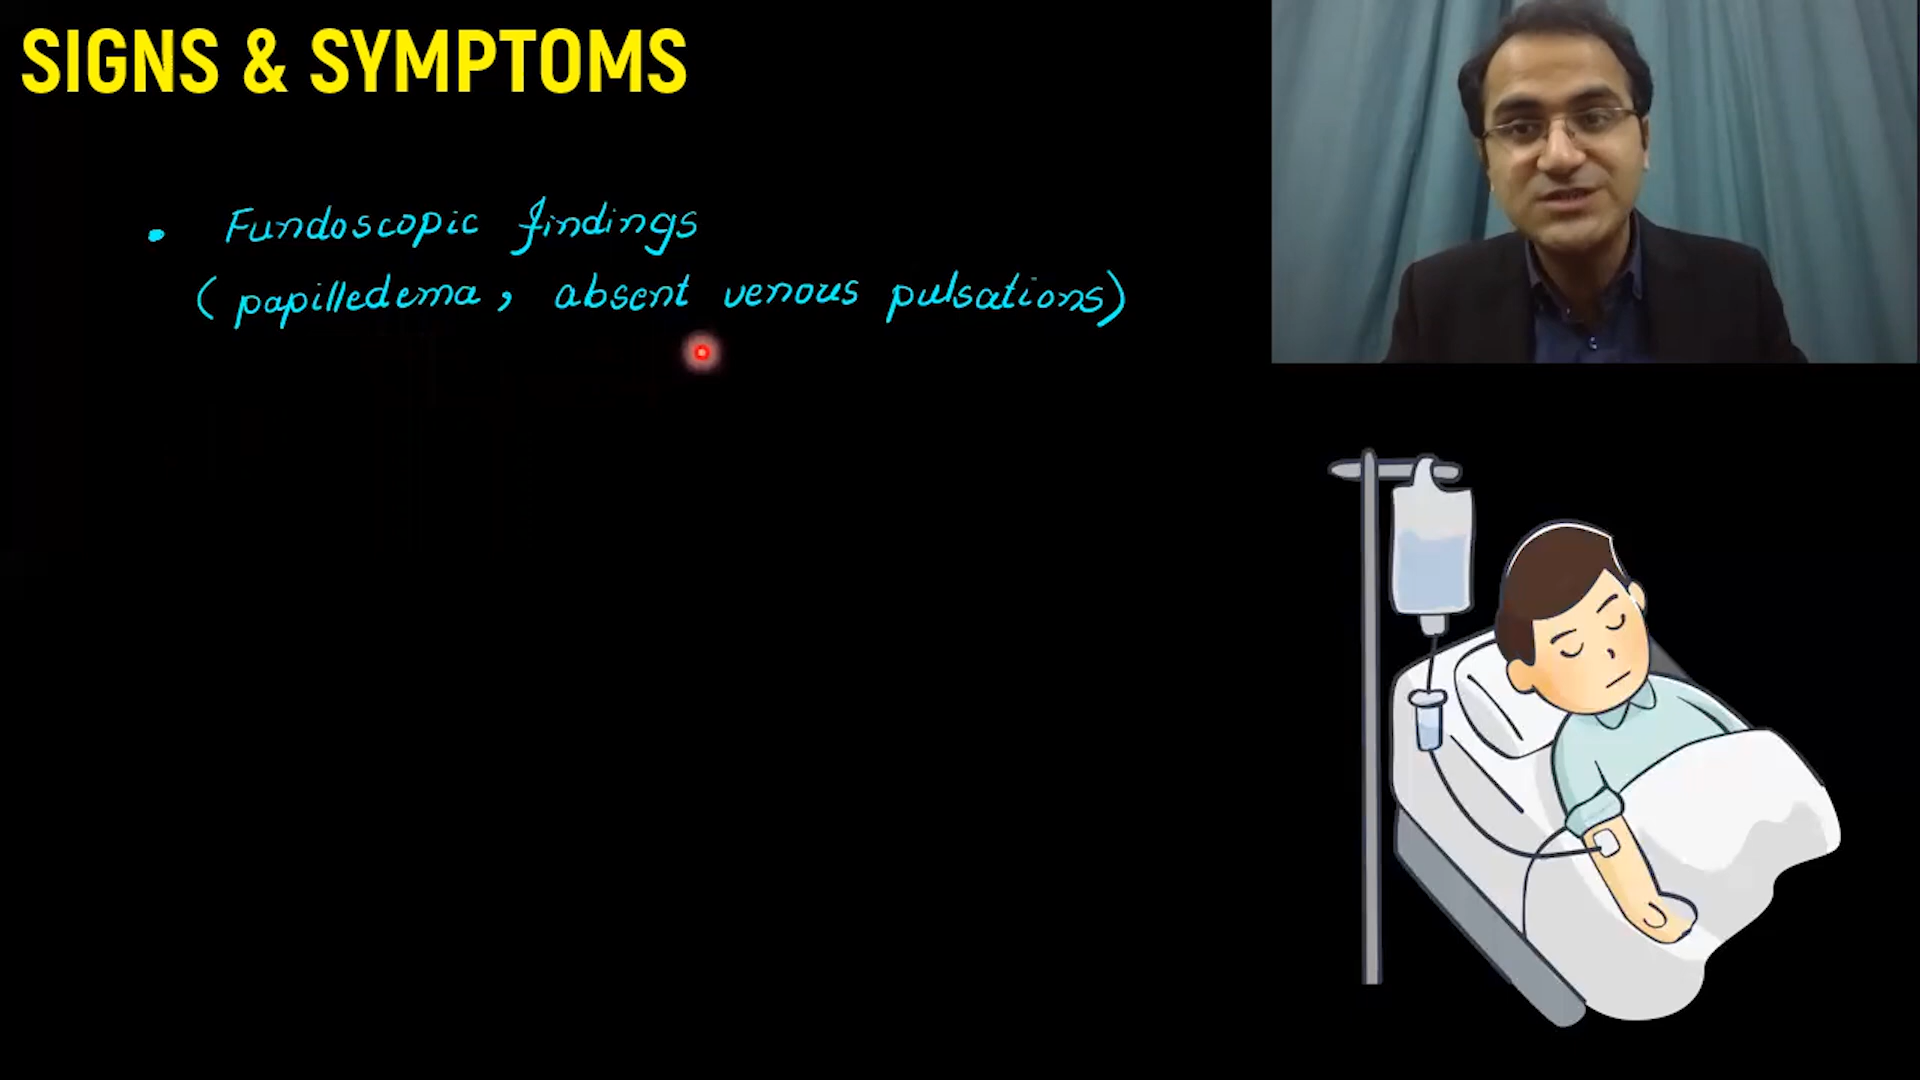 SIGNS & SYMPTOMS
• Fundoscopic findings
(papilledema, absent venous pulsations)